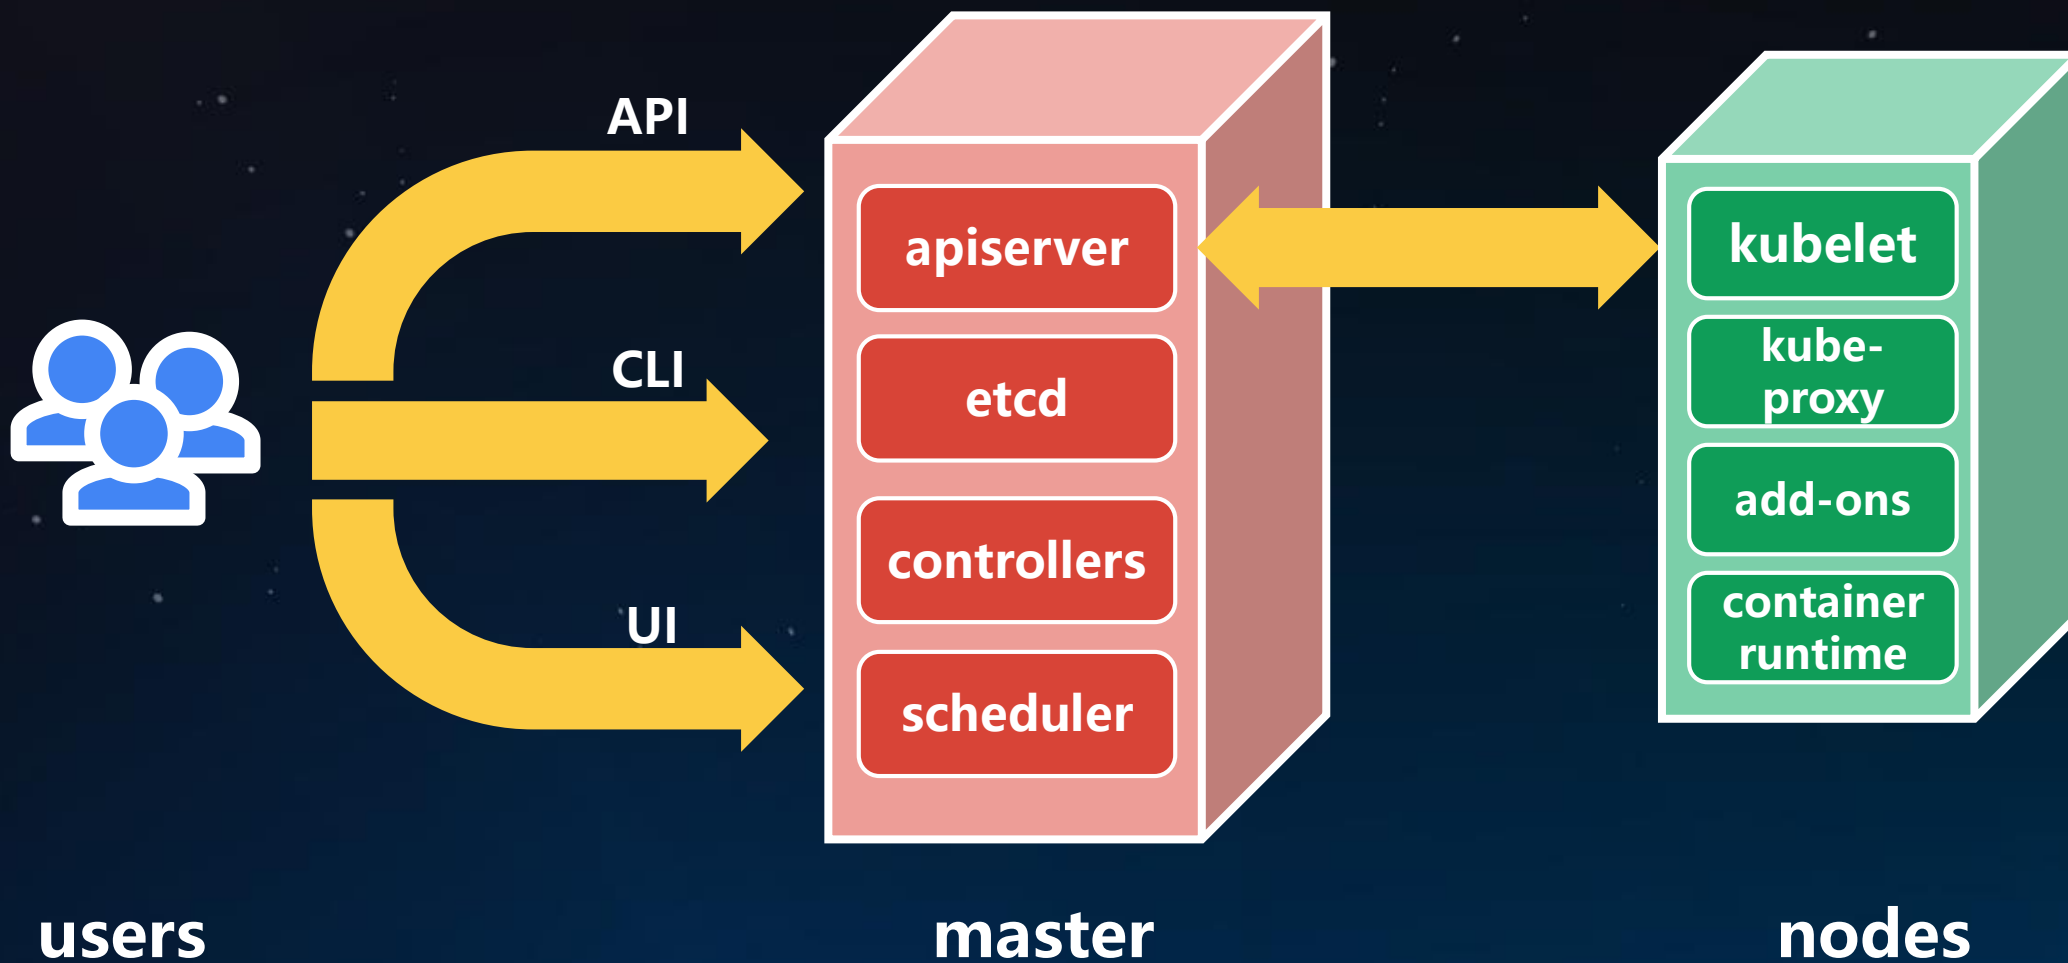 API
CLI
UI
apiserver
etcd
controllers
scheduler
kubelet
kube-
proxy
add-ons
container
runtime
users
master
nodes